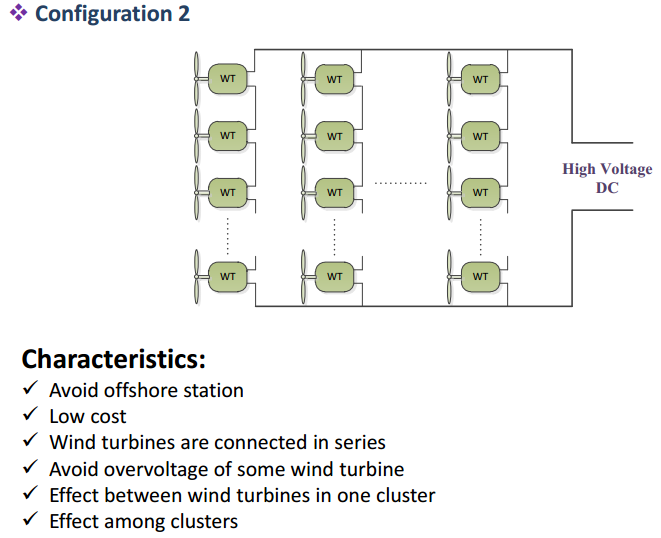 ❖ Configuration 2
WT WT WT
WT WT WT
WT WT WT
High Voltage
DC
WT WT WT
Characteristics:
✓ Avoid offshore station
✓ Low cost
✓ Wind turbines are connected in series
✓ Avoid overvoltage of some wind turbine
✓ Effect between wind turbines in one cluster
✓ Effect among clusters